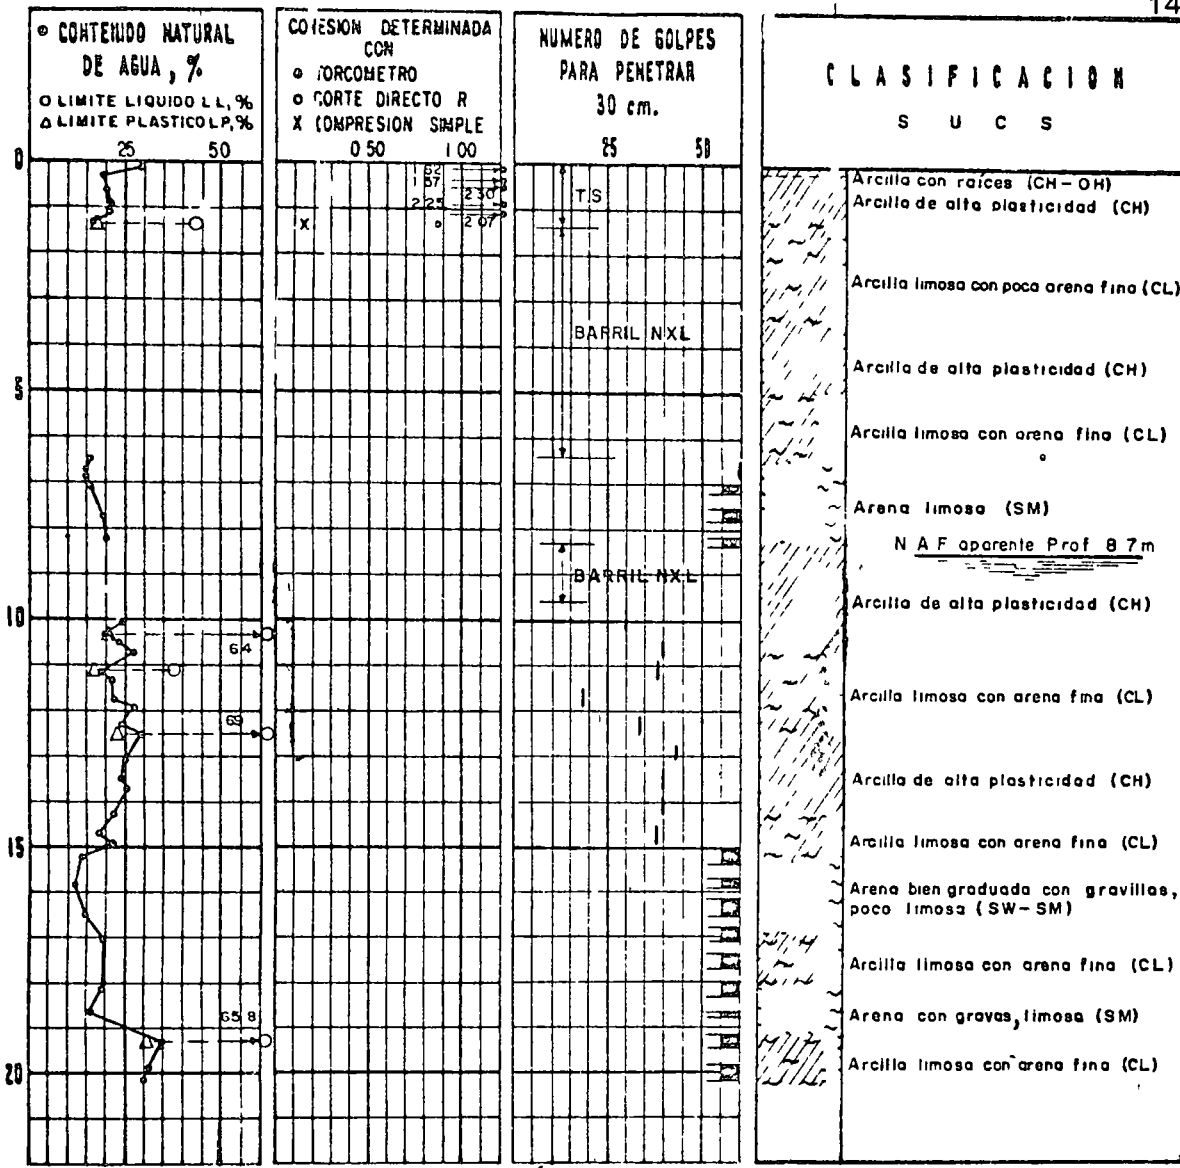 14
CONTENIDO NATURAL
DE AGUA, %
O LIMITE LIQUIDO L L, %
△ LIMITE PLASTICO LP, %
25 50
COHESION DETERMINADA
CON
TORCOMETRO
CORTE DIRECTO R
X COMPRESION SIMPLE
0 50 1 00
NUMERO DE GOLPES
PARA PENETRAR
30 cm.
25 50
CLASIFICACION
S U C S
0
5
10
15
20
64
69
65 8
1 62
1 57
2 30
2 25
2 07
X
T.S
BARRIL NXL
BARRIL NXL
Arcilla con raíces (CH-OH)
Arcilla de alta plasticidad (CH)
Arcilla limosa con poca arena fina (CL)
Arcilla de alta plasticidad (CH)
Arcilla limosa con arena fina (CL)
Arena limosa (SM)
N A F aparente Prof 8 7 m
Arcilla de alta plasticidad (CH)
Arcilla limosa con arena fina (CL)
Arcilla de alta plasticidad (CH)
Arcilla limosa con arena fina (CL)
Arena bien graduada con gravillas,
poco limosa (SW-SM)
Arcilla limosa con arena fina (CL)
Arena con gravas, limosa (SM)
Arcilla limosa con arena fina (CL)